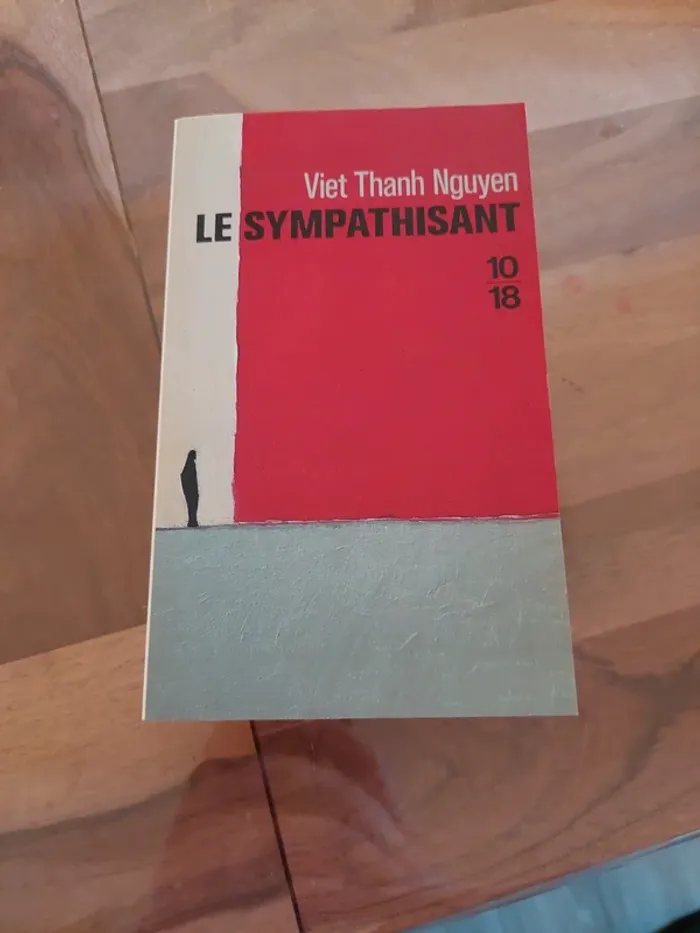 Viet Thanh Nguyen
LE SYMPATHISANT
10
18